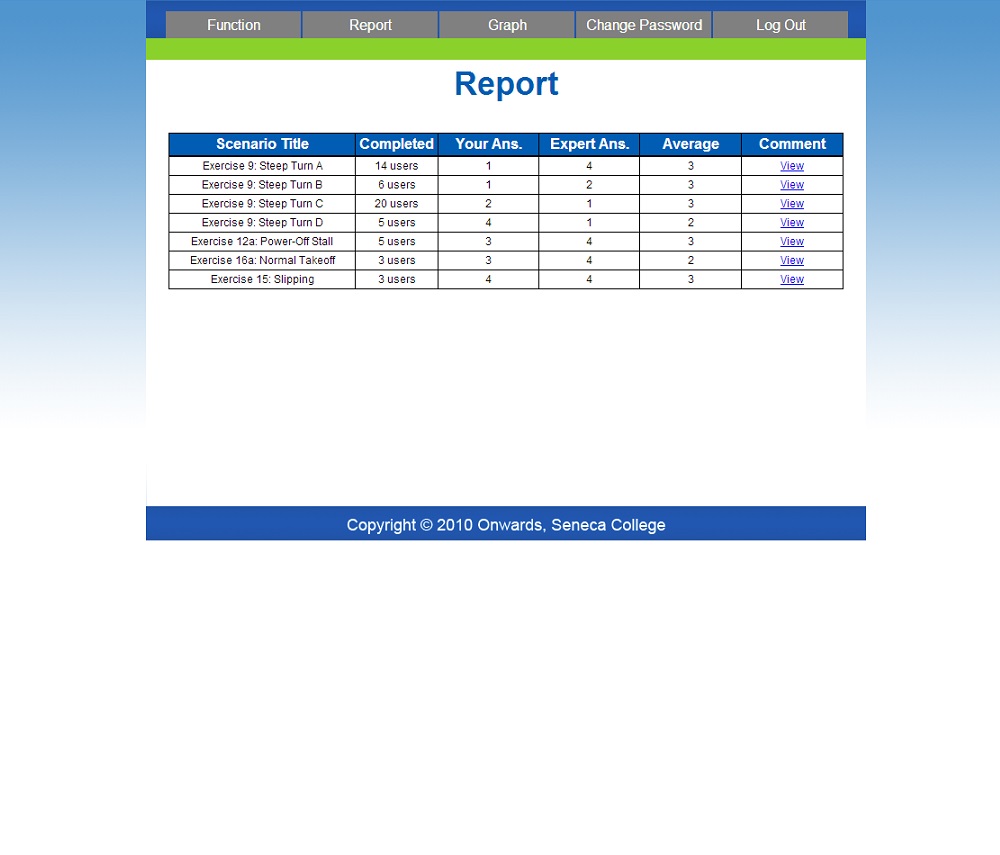 Function Report Graph Change Password Log Out
Report
Scenario Title Completed Your Ans. Expert Ans. Average Comment
Exercise 9: Steep Turn A 14 users 1 4 3 View
Exercise 9: Steep Turn B 6 users 1 2 3 View
Exercise 9: Steep Turn C 20 users 2 1 3 View
Exercise 9: Steep Turn D 5 users 4 1 2 View
Exercise 12a: Power-Off Stall 5 users 3 4 3 View
Exercise 16a: Normal Takeoff 3 users 3 4 2 View
Exercise 15: Slipping 3 users 4 4 3 View
Copyright © 2010 Onwards, Seneca College